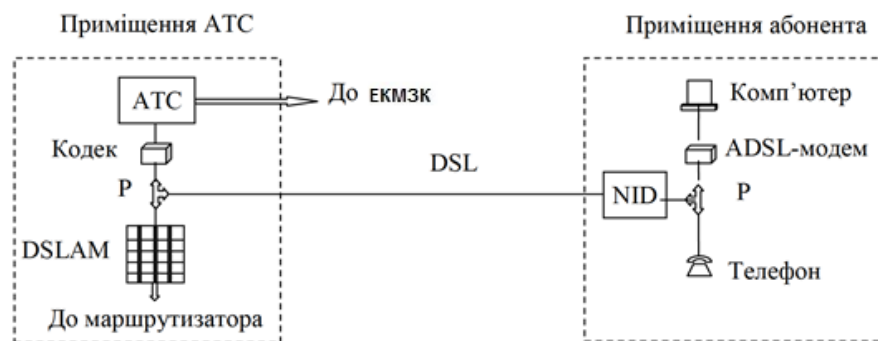 Приміщення АТС
Приміщення абонента
АТС
До ЕКМЗК
Комп’ютер
Кодек
ADSL-модем
DSL
Р
NID
Р
DSLAM
Телефон
До маршрутизатора